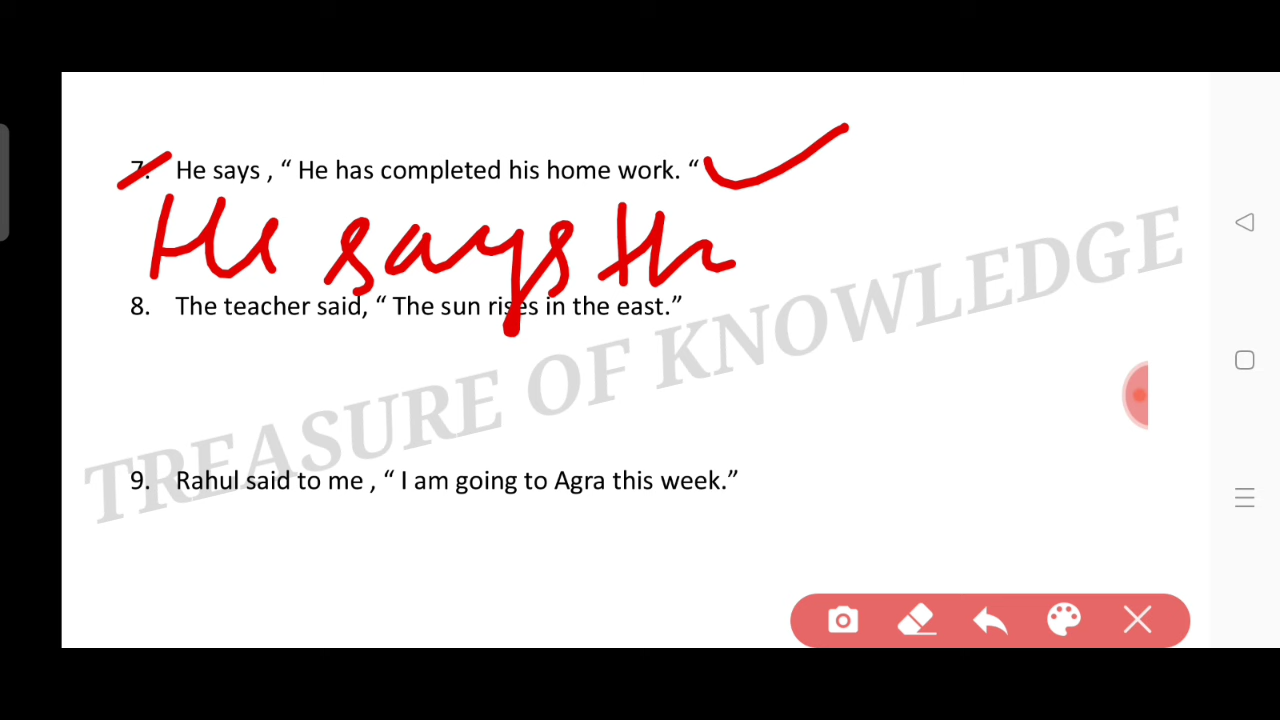 7. He says , “ He has completed his home work. “
He says th
8. The teacher said, “ The sun rises in the east.”
TREASURE OF KNOWLEDGE
9. Rahul said to me , “ I am going to Agra this week.”